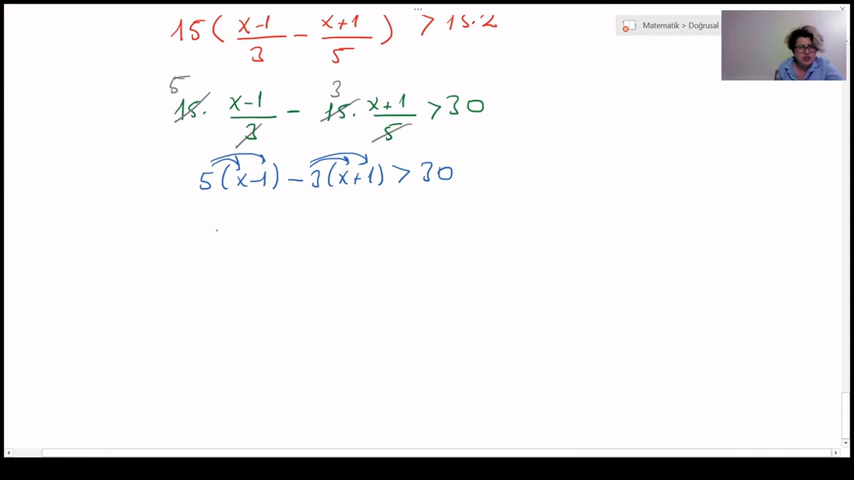 Matematik > Doğrusal
15 ( x-1/3 - x+1/5 ) > 15.2
5 3
15. x-1/3 - 15. x+1/5 > 30
5(x-1) - 3(x+1) > 30